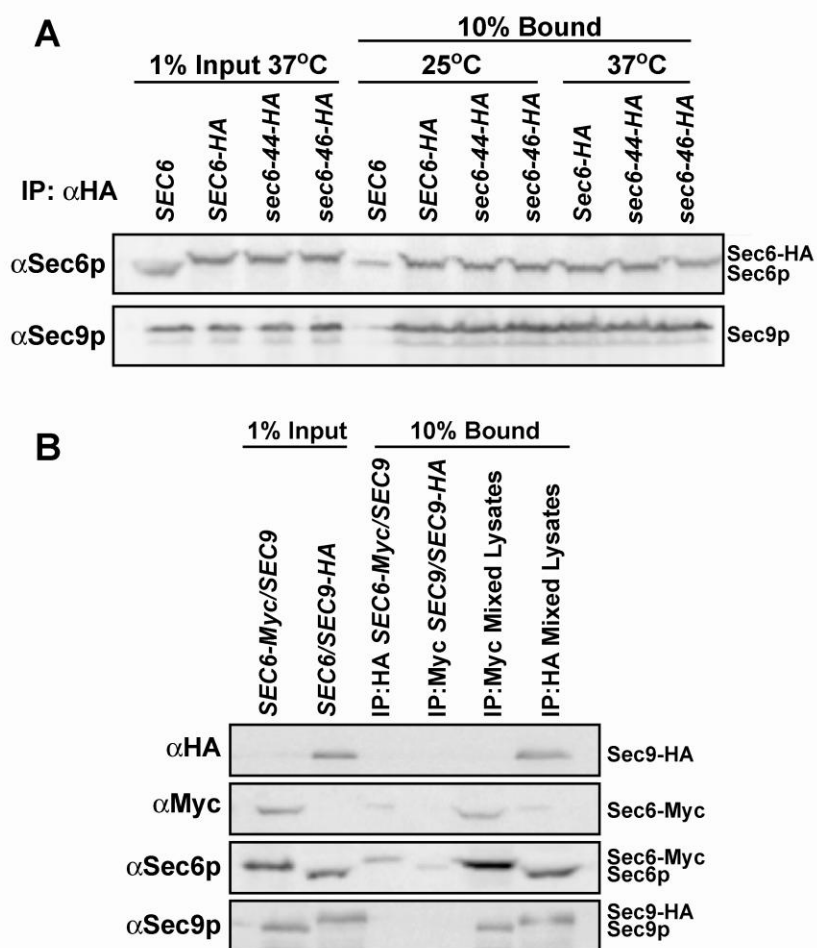 A
10% Bound
1% Input 37°C
25°C
37°C
SEC6
SEC6-HA
sec6-44-HA
sec6-46-HA
SEC6
SEC6-HA
sec6-44-HA
sec6-46-HA
Sec6-HA
sec6-44-HA
sec6-46-HA
IP: αHA
αSec6p
Sec6-HA
Sec6p
αSec9p
Sec9p
B
1% Input
10% Bound
SEC6-Myc/SEC9
SEC6/SEC9-HA
IP:HA SEC6-Myc/SEC9
IP:Myc SEC9/SEC9-HA
IP:Myc Mixed Lysates
IP:HA Mixed Lysates
αHA
Sec9-HA
αMyc
Sec6-Myc
αSec6p
Sec6-Myc
Sec6p
αSec9p
Sec9-HA
Sec9p